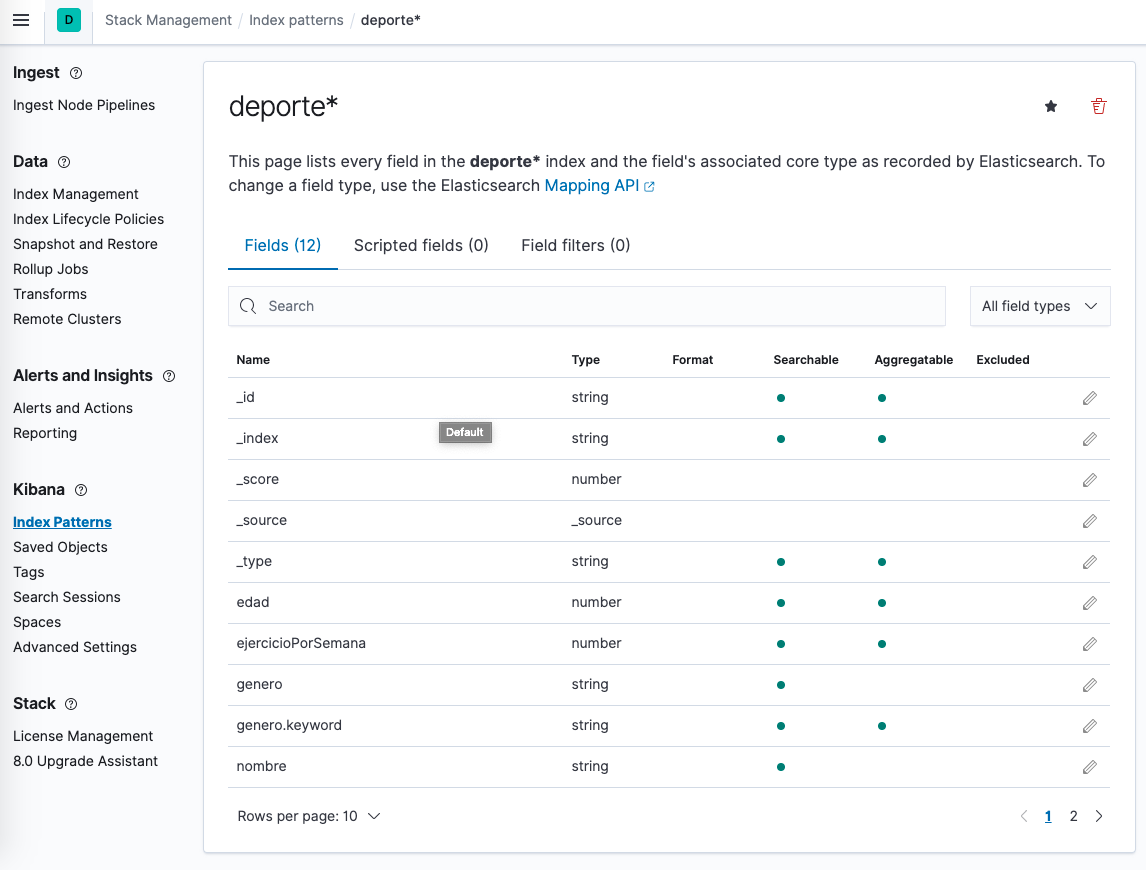 D Stack Management / Index patterns / deporte*
Ingest
Ingest Node Pipelines
Data
Index Management
Index Lifecycle Policies
Snapshot and Restore
Rollup Jobs
Transforms
Remote Clusters
Alerts and Insights
Alerts and Actions
Reporting
Kibana
Index Patterns
Saved Objects
Tags
Search Sessions
Spaces
Advanced Settings
Stack
License Management
8.0 Upgrade Assistant
deporte*
This page lists every field in the deporte* index and the field's associated core type as recorded by Elasticsearch. To
change a field type, use the Elasticsearch Mapping API
Fields (12) Scripted fields (0) Field filters (0)
Search All field types
Name Type Format Searchable Aggregatable Excluded
_id string
Default
_index string
_score number
_source _source
_type string
edad number
ejercicioPorSemana number
genero string
genero.keyword string
nombre string
Rows per page: 10 1 2